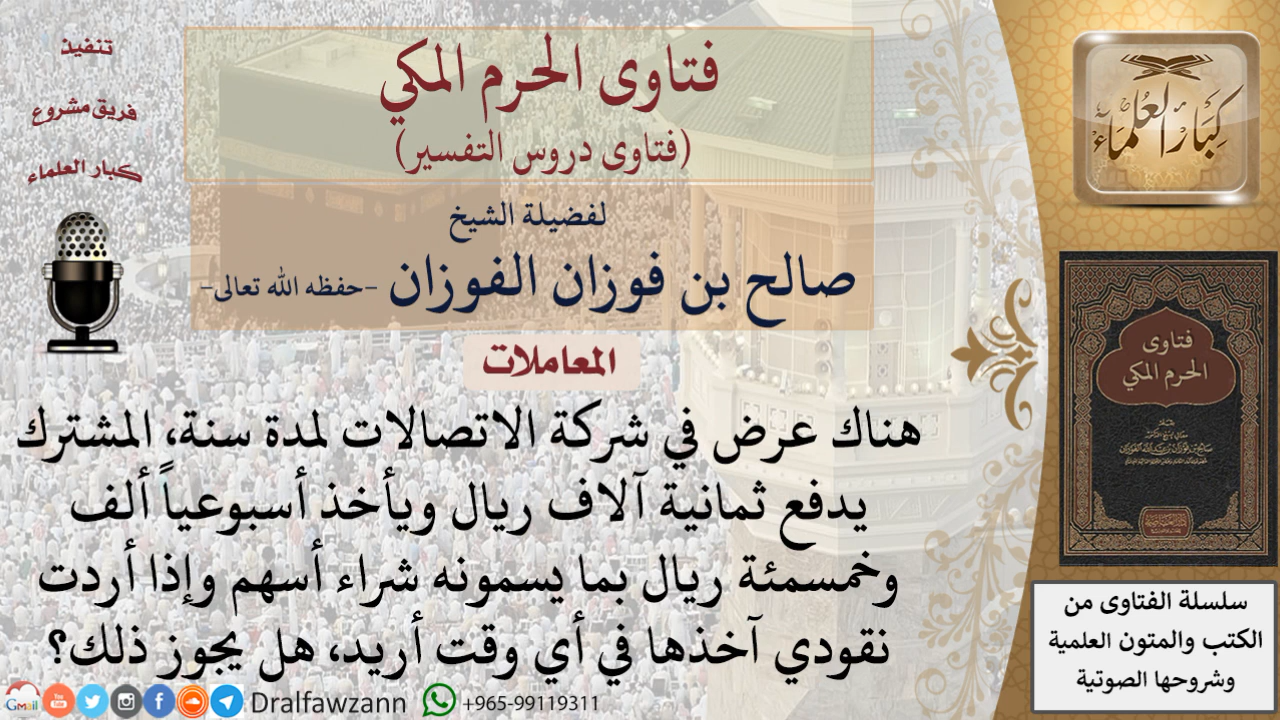 تنفيذ
فريق مشروع
كبار العلماء
فتاوى الحرم المكي
(فتاوى دروس التفسير)
لفضيلة الشيخ
صالح بن فوزان الفوزان -حفظه الله تعالى-
المعاملات
هناك عرض في شركة الاتصالات لمدة سنة، المشترك
يدفع ثمانية آلاف ريال ويأخذ أسبوعياً ألف
وخمسمئة ريال بما يسمونه شراء أسهم وإذا أردت
نقودي آخذها في أي وقت أريد، هل يجوز ذلك؟
كبار العلماء
فتاوى
الحرم المكي
سلسلة الفتاوى من
الكتب والمتون العلمية
وشروحها الصوتية
Gmail
Dralfawzann
+965-99119311